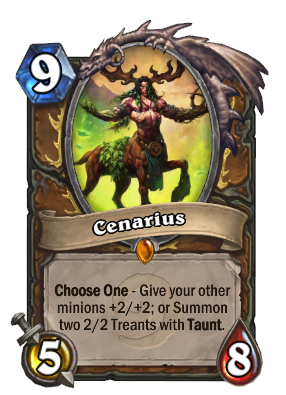 9
Cenarius
Choose One - Give your other
minions +2/+2; or Summon
two 2/2 Treants with Taunt.
5
8